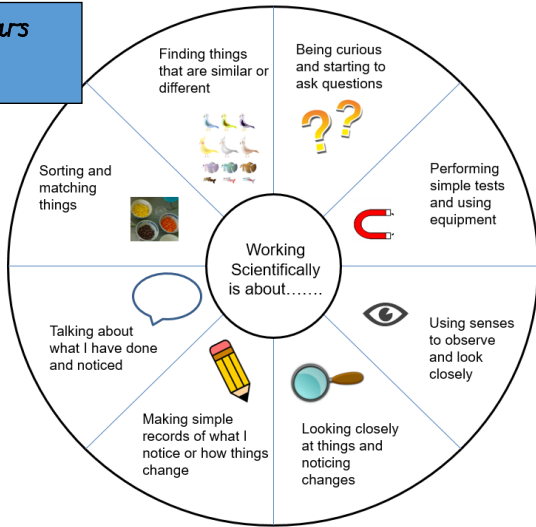 Finding things
that are similar or
different
Being curious
and starting to
ask questions
? ?
Performing
simple tests
and using
equipment
Using senses
to observe
and look
closely
Looking closely
at things and
noticing
changes
Making simple
records of what I
notice or how things
change
Talking about
what I have done
and noticed
Sorting and
matching
things
Working
Scientifically
is about…….